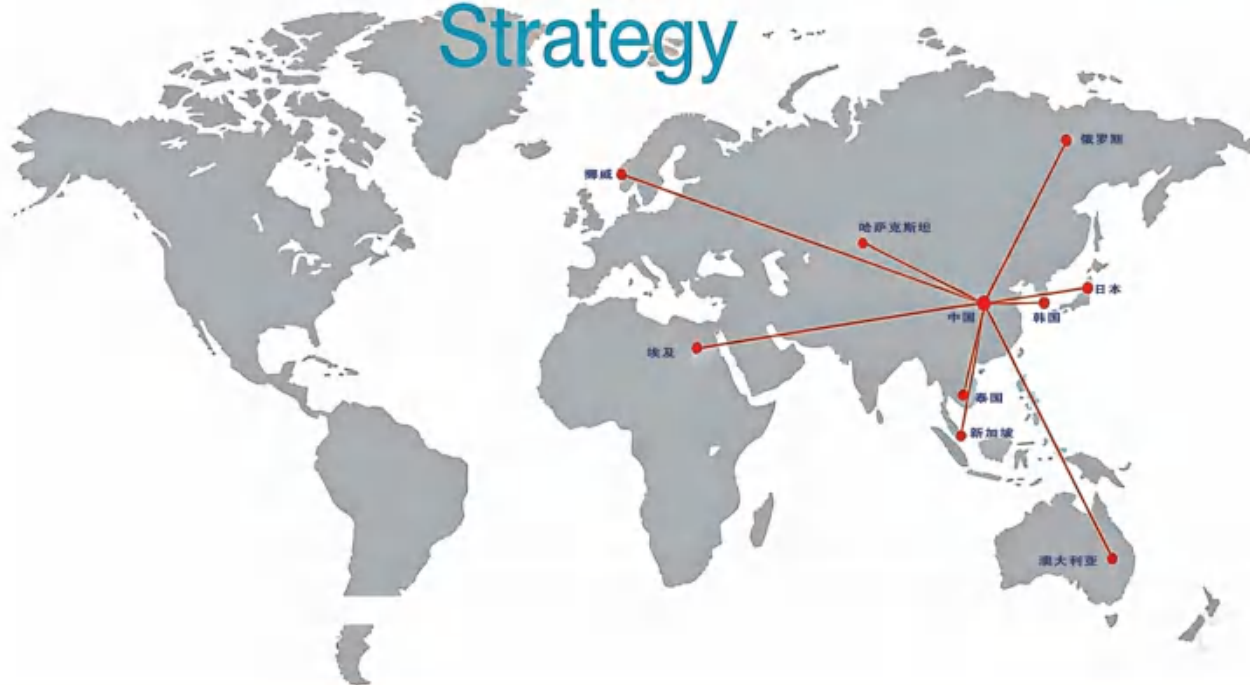 Strategy
俄罗斯
挪威
哈萨克斯坦
日本
中国
韩国
埃及
泰国
新加坡
澳大利亚